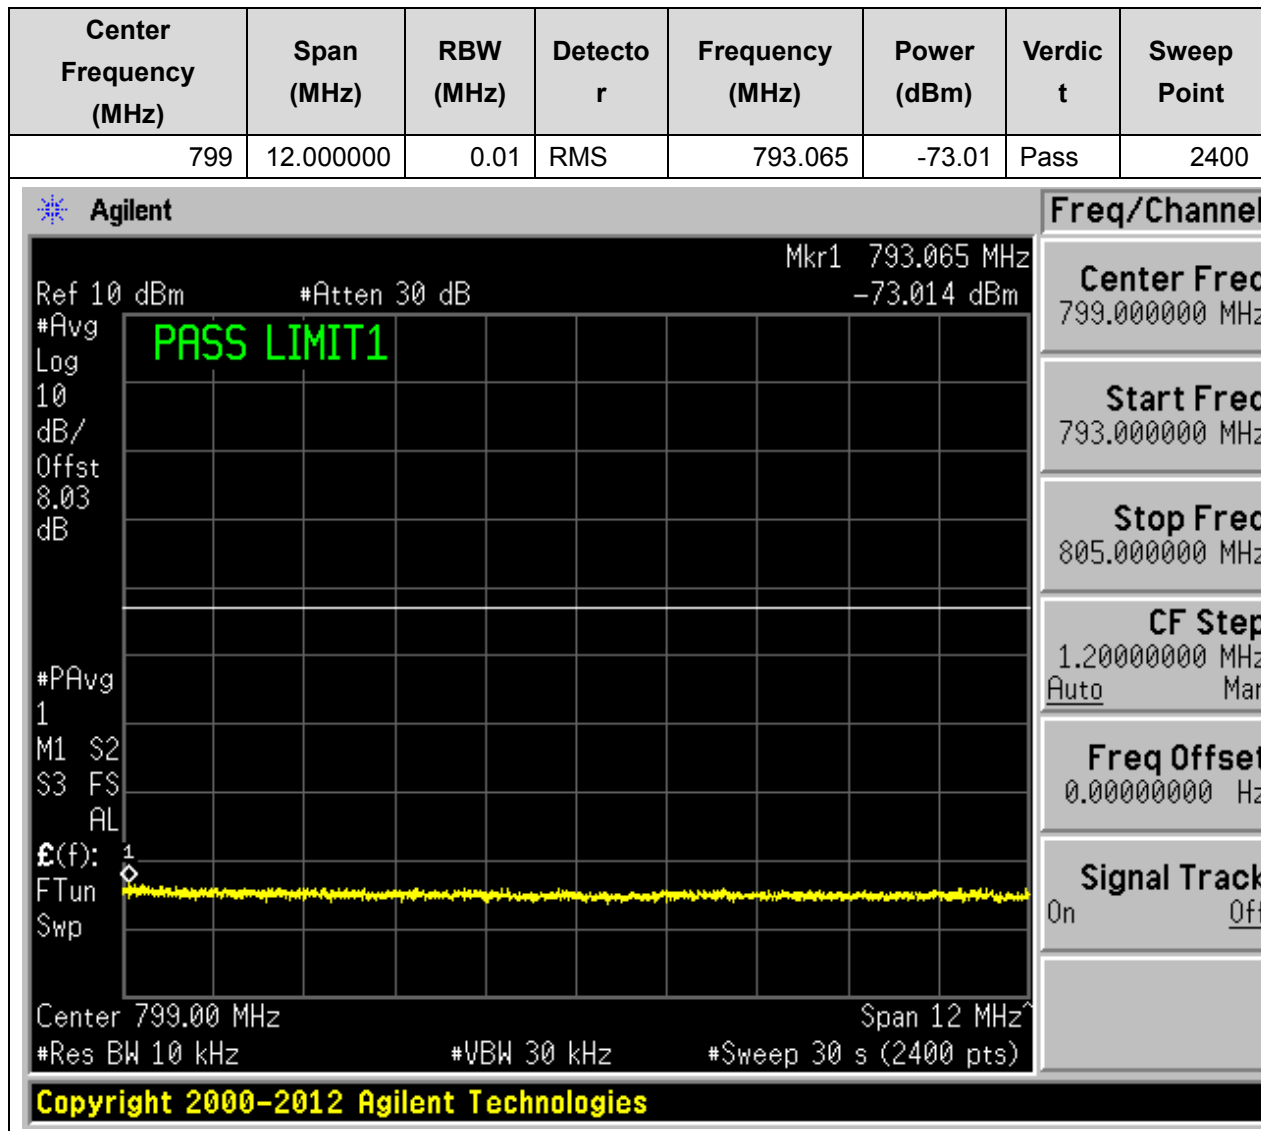 Center Frequency (MHz) Span (MHz) RBW (MHz) Detecto r Frequency (MHz) Power (dBm) Verdic t Sweep Point
799 12.000000 0.01 RMS 793.065 -73.01 Pass 2400
Agilent
Freq/Channel
Mkr1 793.065 MHz
Ref 10 dBm #Atten 30 dB -73.014 dBm
#Avg
Log
10
dB/
Offst
8.03
dB
PASS LIMIT1
#PAvg
1
M1 S2
S3 FS
AL
£(f):
FTun
Swp
1
Center 799.00 MHz Span 12 MHz^
#Res BW 10 kHz #VBW 30 kHz #Sweep 30 s (2400 pts)
Center Freq
799.000000 MHz
Start Freq
793.000000 MHz
Stop Freq
805.000000 MHz
CF Step
1.20000000 MHz
Auto Man
Freq Offset
0.00000000 Hz
Signal Track
On Off
Copyright 2000-2012 Agilent Technologies